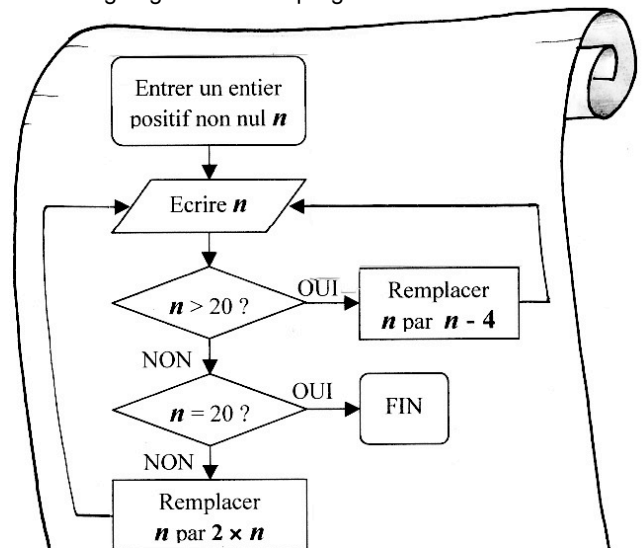 Entrer un entier
positif non nul n
Ecrire n
n > 20 ?
OUI
Remplacer
n par n - 4
NON
n = 20 ?
OUI
FIN
NON
Remplacer
n par 2 × n